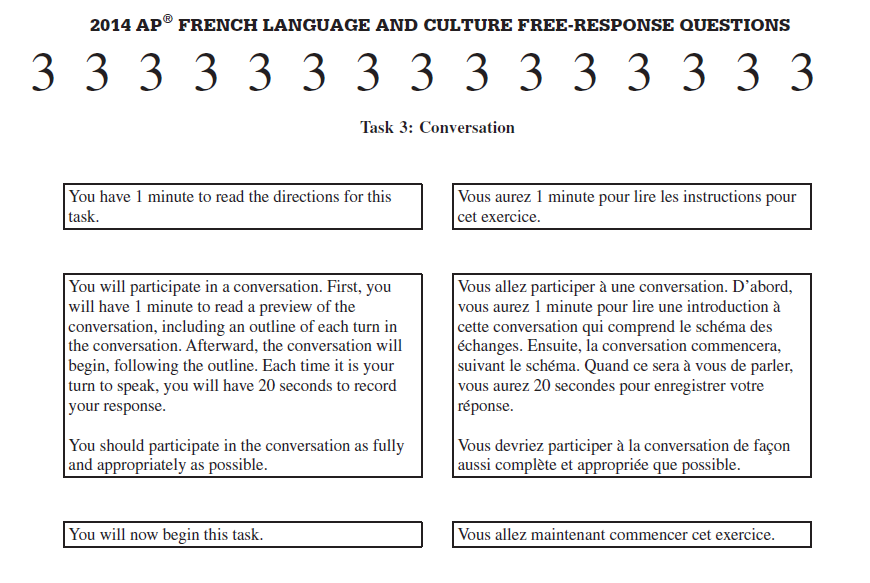 2014 AP® FRENCH LANGUAGE AND CULTURE FREE-RESPONSE QUESTIONS
3 3 3 3 3 3 3 3 3 3 3 3 3 3 3
Task 3: Conversation
You have 1 minute to read the directions for this
task.
Vous aurez 1 minute pour lire les instructions pour
cet exercice.
You will participate in a conversation. First, you
will have 1 minute to read a preview of the
conversation, including an outline of each turn in
the conversation. Afterward, the conversation will
begin, following the outline. Each time it is your
turn to speak, you will have 20 seconds to record
your response.
You should participate in the conversation as fully
and appropriately as possible.
Vous allez participer à une conversation. D’abord,
vous aurez 1 minute pour lire une introduction à
cette conversation qui comprend le schéma des
échanges. Ensuite, la conversation commencera,
suivant le schéma. Quand ce sera à vous de parler,
vous aurez 20 secondes pour enregistrer votre
réponse.
Vous devriez participer à la conversation de façon
aussi complète et appropriée que possible.
You will now begin this task.
Vous allez maintenant commencer cet exercice.